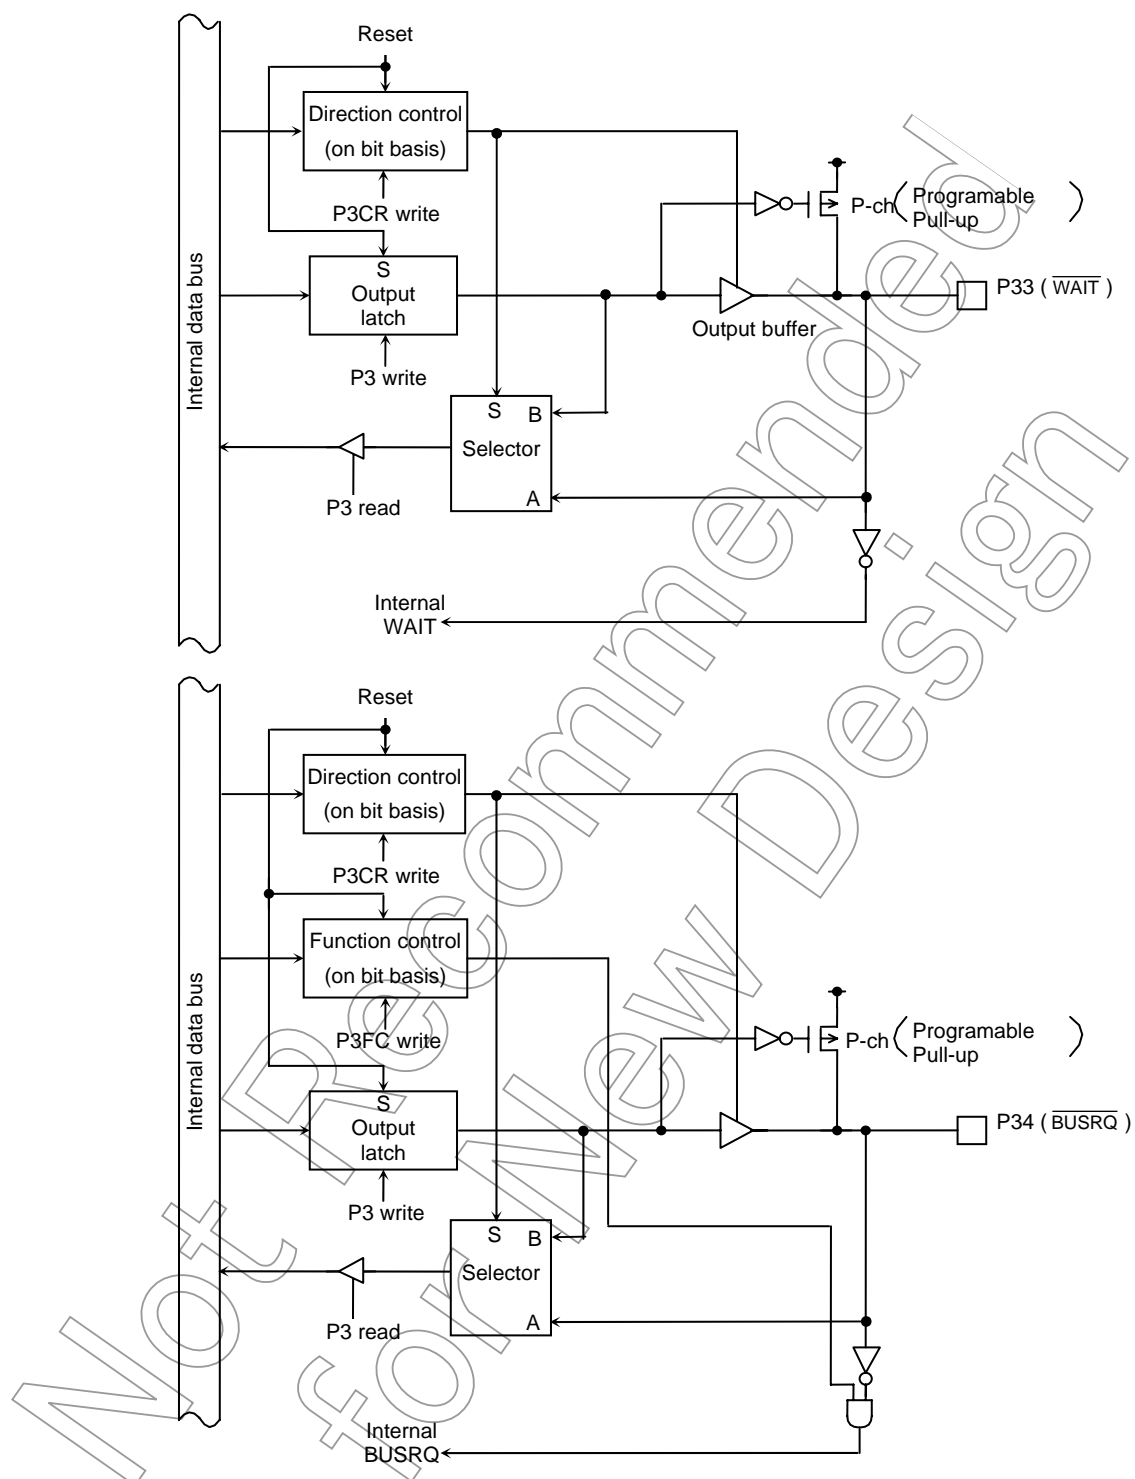 Reset
Direction control
(on bit basis)
P3CR write
P-ch
Programable
Pull-up
S
Output
latch
P33 ( WAIT )
Output buffer
P3 write
Internal data bus
S B
Selector
A
P3 read
Internal
WAIT
Reset
Direction control
(on bit basis)
P3CR write
Function control
(on bit basis)
P3FC write
P-ch
Programable
Pull-up
S
Output
latch
P34 ( BUSRQ )
Internal data bus
P3 write
S B
Selector
A
P3 read
Internal
BUSRQ
Not Recommended
for New Design